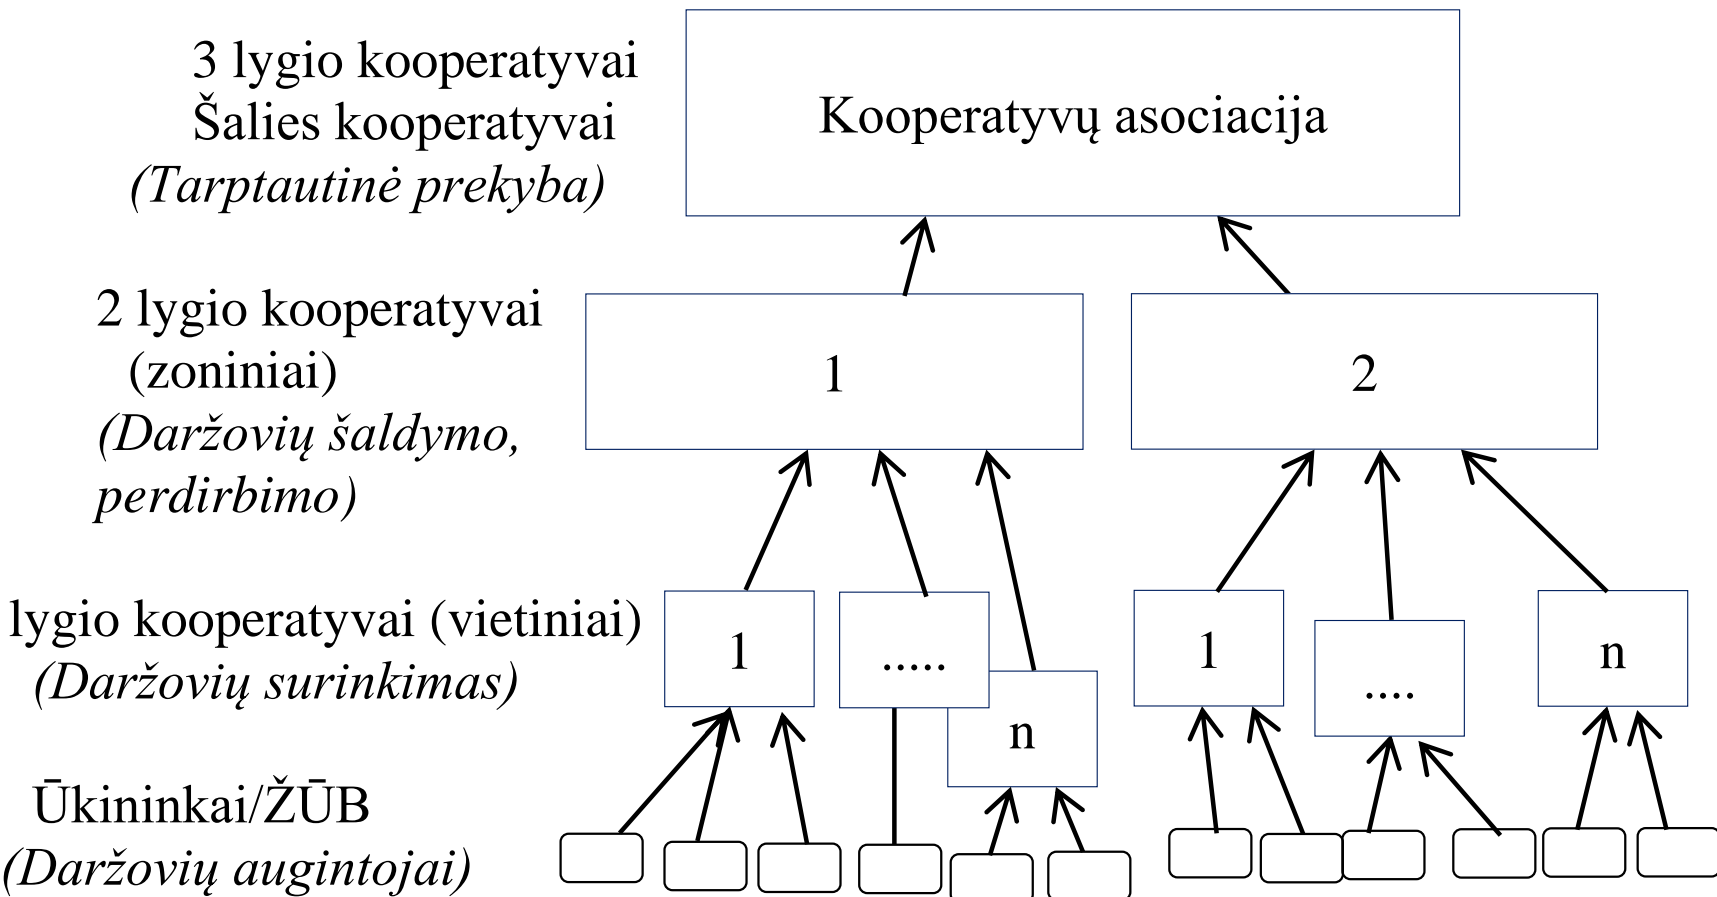 3 lygio kooperatyvai
Šalies kooperatyvai
(Tarptautinė prekyba)
Kooperatyvų asociacija
2 lygio kooperatyvai
(zoniniai)
(Daržovių šaldymo,
perdirbimo)
1
2
lygio kooperatyvai (vietiniai)
(Daržovių surinkimas)
1
.....
n
1
....
n
Ūkininkai/ŽŪB
(Daržovių augintojai)